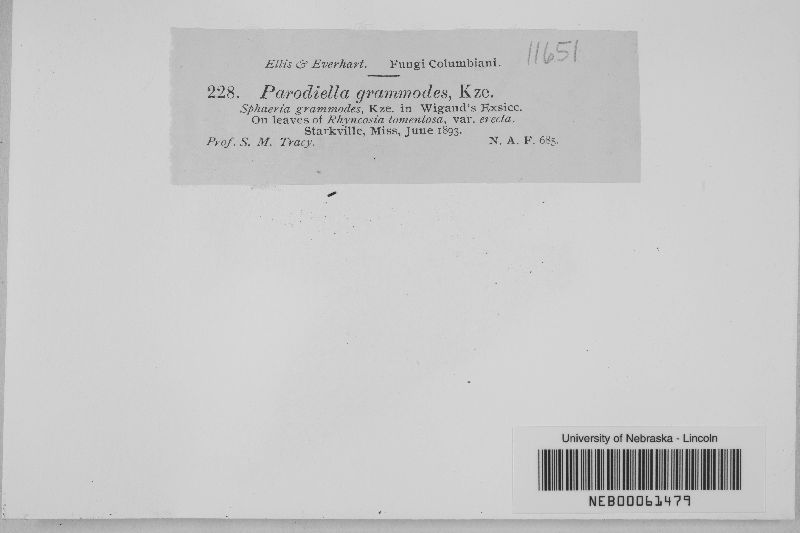 Ellis & Everhart. Fungi Columbiani.
11651
228. Parodiella grammodes, Kze.
Sphaeria grammodes, Kze. in Wigand's Exsicc.
On leaves of Rhyncosia tomentosa, var. erecta.
Starkville, Miss, June 1893.
Prof. S. M. Tracy. N. A. F. 685.
University of Nebraska - Lincoln
NEB00061479